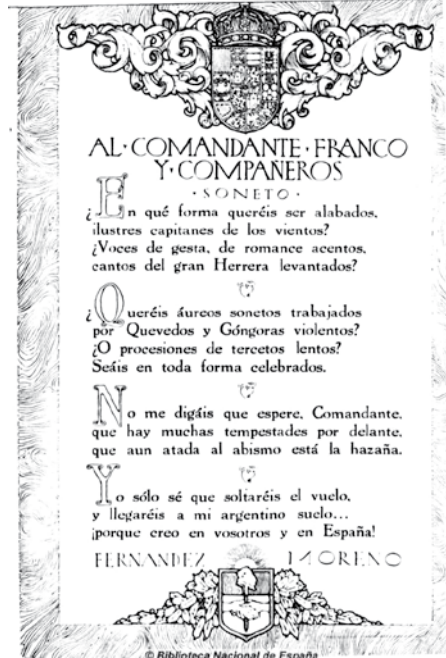 AL·COMANDANTE·FRANCO
Y·COMPAÑEROS
·SONETO·
¿En qué forma queréis ser alabados,
ilustres capitanes de los vientos?
¿Voces de gesta, de romance acentos,
cantos del gran Herrera levantados?
¿Queréis áureos sonetos trabajados
por Quevedos y Góngoras violentos?
¿O procesiones de tercetos lentos?
Seáis en toda forma celebrados.
No me digáis que espere, Comandante,
que hay muchas tempestades por delante,
que aun atada al abismo está la hazaña.
Yo sólo sé que soltaréis el vuelo,
y llegaréis a mi argentino suelo...
¡porque creo en vosotros y en España!
FERNANDEZ MORENO
© Biblioteca Nacional de España